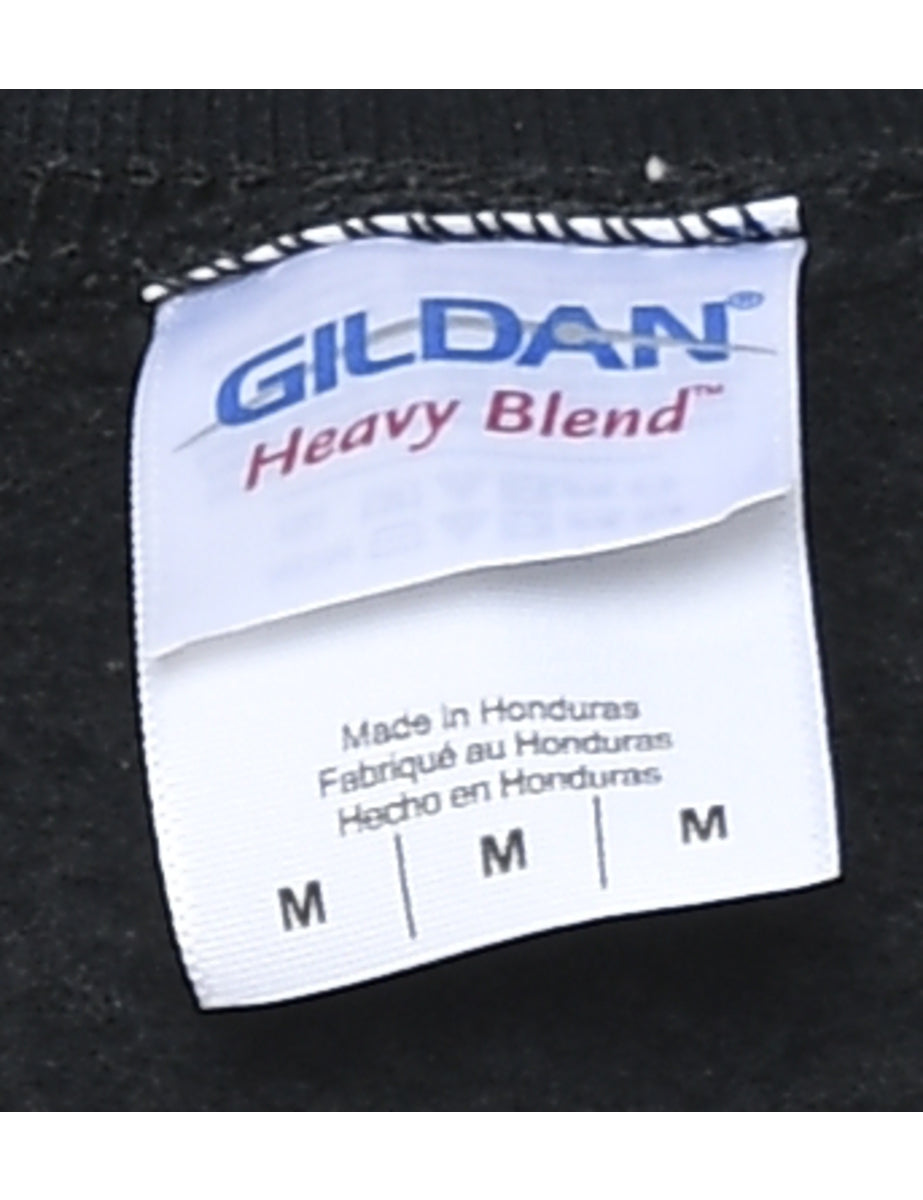 GILDAN®
Heavy Blend™
Made in Honduras
Fabriqué au Honduras
Hecho en Honduras
M | M | M